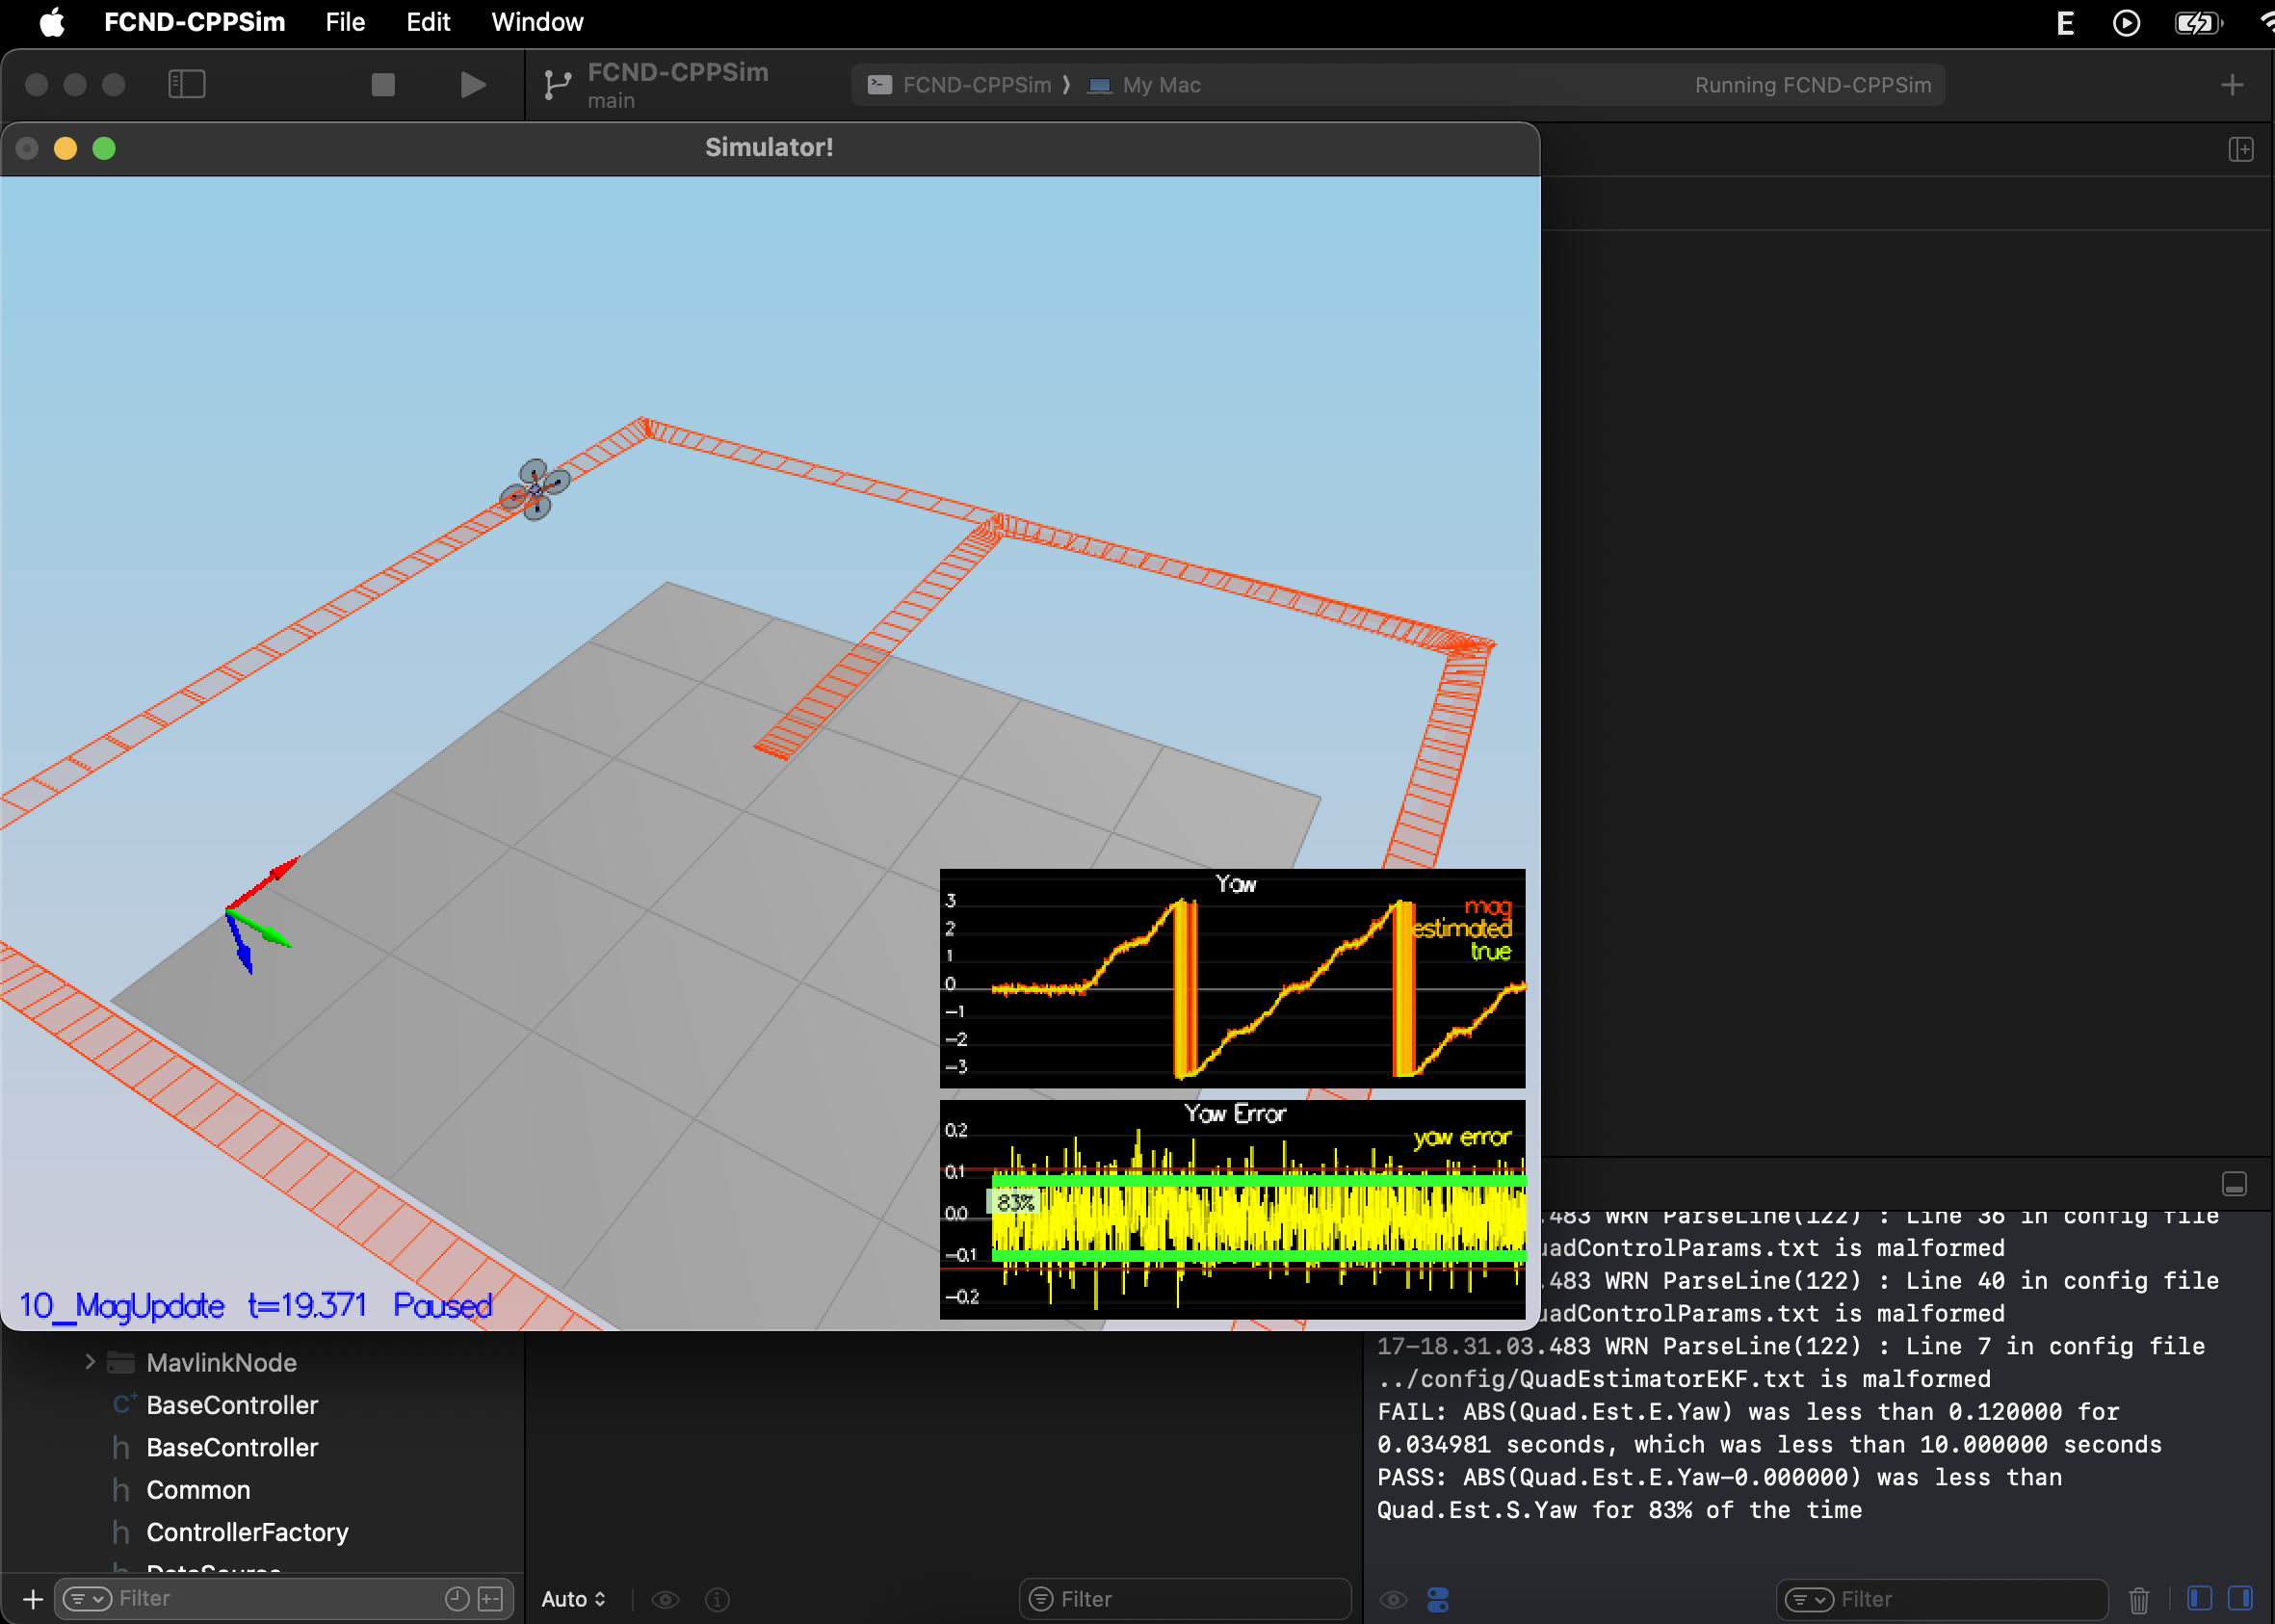 FCND-CPPSim File Edit Window E
FCND-CPPSim
main
FCND-CPPSim ⟩ My Mac
Running FCND-CPPSim
Simulator!
Yaw
3
2
1
0
-1
-2
-3
mag
estimated
true
Yaw Error
0.2
0.1
0.0
-0.1
-0.2
yaw error
83%
10_MagUpdate t=19.371 Paused
MavlinkNode
BaseController
BaseController
Common
ControllerFactory
DataSource
Filter
Auto
Filter
.483 WRN ParseLine(122) : Line 36 in config file
uadControlParams.txt is malformed
.483 WRN ParseLine(122) : Line 40 in config file
uadControlParams.txt is malformed
17-18.31.03.483 WRN ParseLine(122) : Line 7 in config file
../config/QuadEstimatorEKF.txt is malformed
FAIL: ABS(Quad.Est.E.Yaw) was less than 0.120000 for
0.034981 seconds, which was less than 10.000000 seconds
PASS: ABS(Quad.Est.E.Yaw-0.000000) was less than
Quad.Est.S.Yaw for 83% of the time
Filter